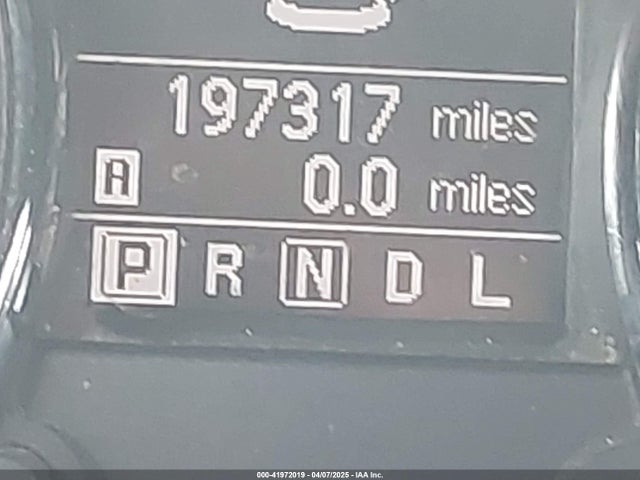 197317 miles
A 0.0 miles
P R N D L
000-41972019 - 04/07/2025 - IAA Inc.